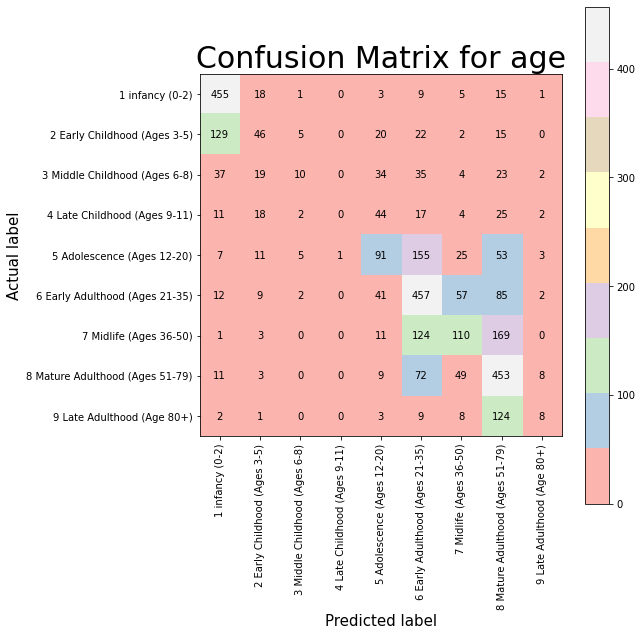 Confusion Matrix for age
Actual label
1 infancy (0-2) 455 18 1 0 3 9 5 15 1
2 Early Childhood (Ages 3-5) 129 46 5 0 20 22 2 15 0
3 Middle Childhood (Ages 6-8) 37 19 10 0 34 35 4 23 2
4 Late Childhood (Ages 9-11) 11 18 2 0 44 17 4 25 2
5 Adolescence (Ages 12-20) 7 11 5 1 91 155 25 53 3
6 Early Adulthood (Ages 21-35) 12 9 2 0 41 457 57 85 2
7 Midlife (Ages 36-50) 1 3 0 0 11 124 110 169 0
8 Mature Adulthood (Ages 51-79) 11 3 0 0 9 72 49 453 8
9 Late Adulthood (Age 80+) 2 1 0 0 3 9 8 124 8
1 infancy (0-2)
2 Early Childhood (Ages 3-5)
3 Middle Childhood (Ages 6-8)
4 Late Childhood (Ages 9-11)
5 Adolescence (Ages 12-20)
6 Early Adulthood (Ages 21-35)
7 Midlife (Ages 36-50)
8 Mature Adulthood (Ages 51-79)
9 Late Adulthood (Age 80+)
Predicted label
400
300
200
100
0